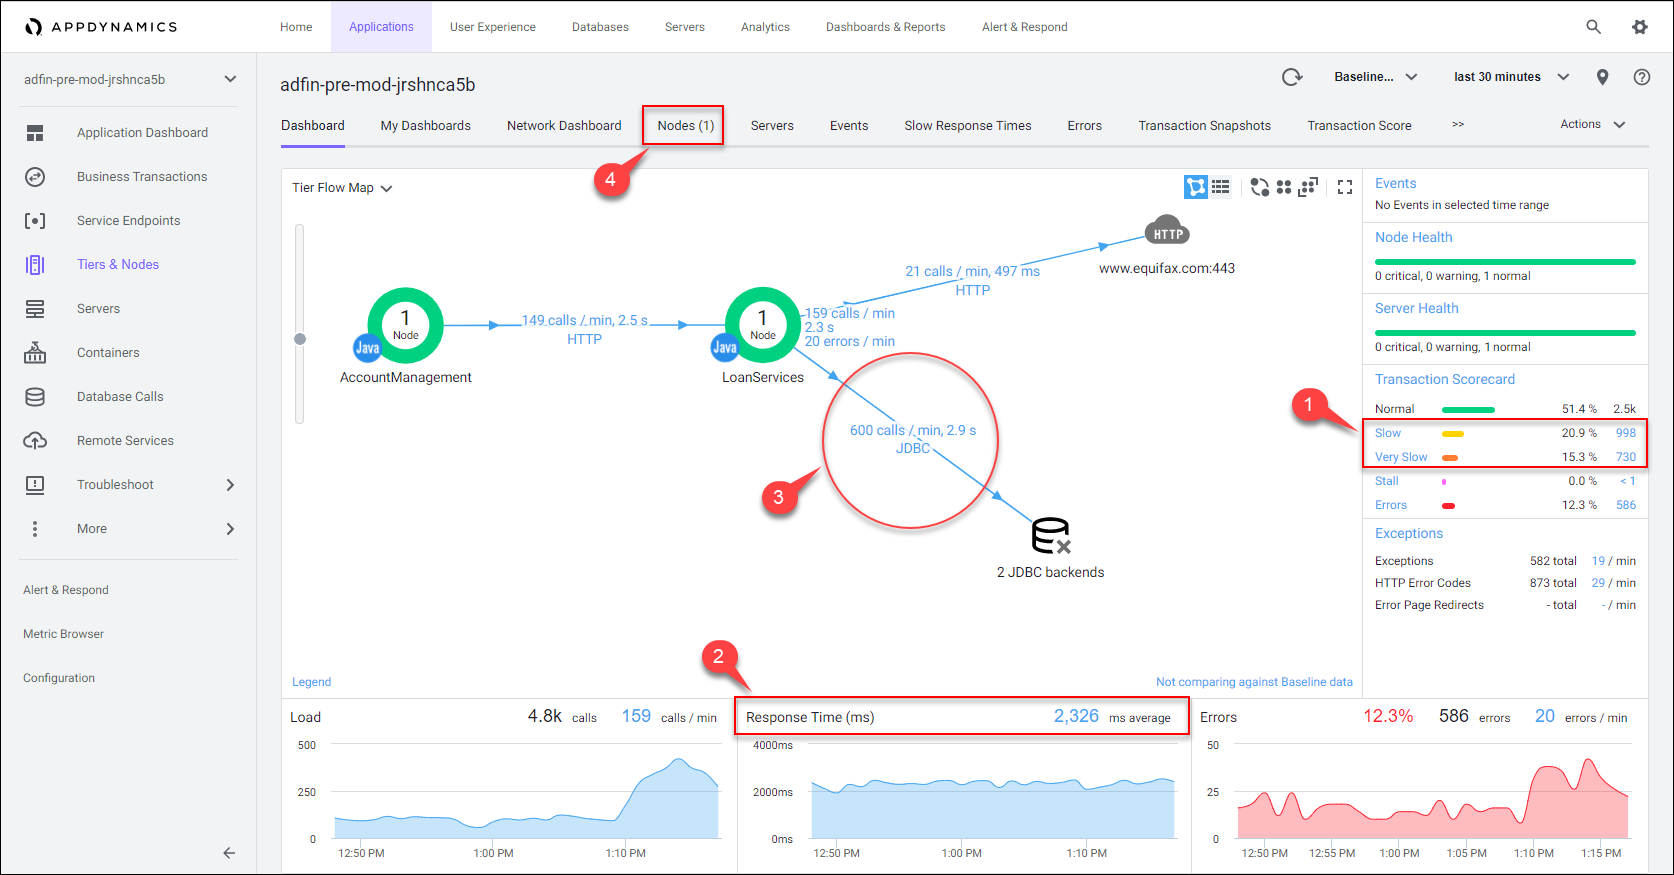 APPDYNAMICS
Home
Applications
User Experience
Databases
Servers
Analytics
Dashboards & Reports
Alert & Respond
adfin-pre-mod-jrshnca5b
Application Dashboard
Business Transactions
Service Endpoints
Tiers & Nodes
Servers
Containers
Database Calls
Remote Services
Troubleshoot
More
Alert & Respond
Metric Browser
Configuration
adfin-pre-mod-jrshnca5b
Baseline...
last 30 minutes
Dashboard
My Dashboards
Network Dashboard
Nodes (1)
Servers
Events
Slow Response Times
Errors
Transaction Snapshots
Transaction Score
>>
Actions
4
Tier Flow Map
HTTP
www.equifax.com:443
21 calls / min, 497 ms
HTTP
1
Node
Java
AccountManagement
149 calls / min, 2.5 s
HTTP
1
Node
Java
LoanServices
159 calls / min
2.3 s
20 errors / min
600 calls / min, 2.9 s
JDBC
3
2 JDBC backends
Legend
Not comparing against Baseline data
Events
No Events in selected time range
Node Health
0 critical, 0 warning, 1 normal
Server Health
0 critical, 0 warning, 1 normal
Transaction Scorecard
1
Normal 51.4 % 2.5k
Slow 20.9 % 998
Very Slow 15.3 % 730
Stall 0.0 % < 1
Errors 12.3 % 586
Exceptions
Exceptions 582 total 19 / min
HTTP Error Codes 873 total 29 / min
Error Page Redirects - total - / min
2
Load 4.8k calls 159 calls / min
500
250
0
12:50 PM 1:00 PM 1:10 PM
Response Time (ms) 2,326 ms average
4000ms
2000ms
0ms
12:50 PM 1:00 PM 1:10 PM
Errors 12.3% 586 errors 20 errors / min
50
25
0
12:50 PM 12:55 PM 1:00 PM 1:05 PM 1:10 PM 1:15 PM